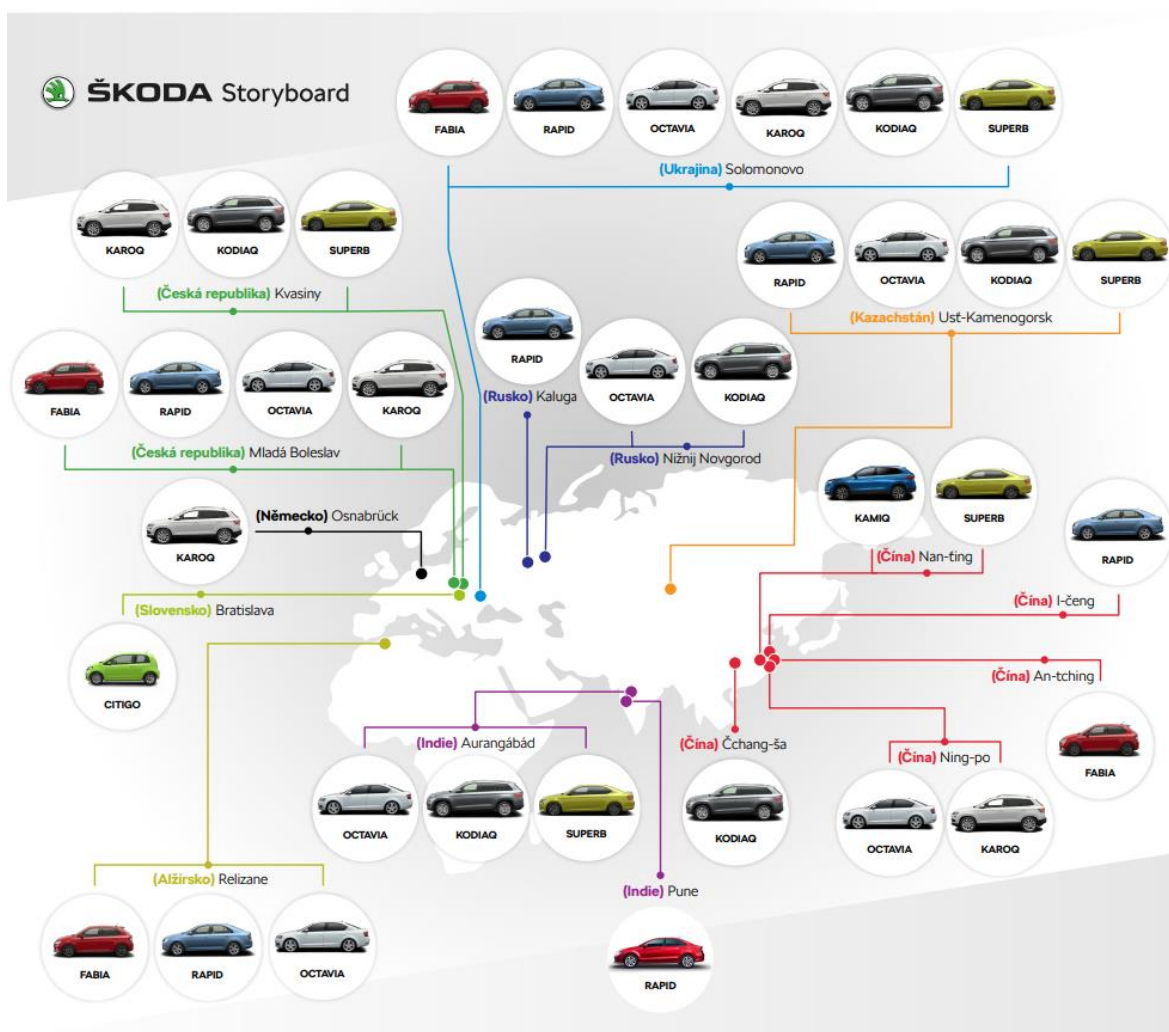 ŠKODA Storyboard
FABIA RAPID OCTAVIA KAROQ KODIAQ SUPERB
(Ukrajina) Solomonovo
KAROQ KODIAQ SUPERB
(Česká republika) Kvasiny
RAPID OCTAVIA KODIAQ SUPERB
(Kazachstán) Usť-Kamenogorsk
RAPID
(Rusko) Kaluga
OCTAVIA KODIAQ
(Rusko) Nižnij Novgorod
FABIA RAPID OCTAVIA KAROQ
(Česká republika) Mladá Boleslav
KAROQ
(Německo) Osnabrück
KAMIQ SUPERB
(Čína) Nan-ting
RAPID
(Čína) I-čeng
(Slovensko) Bratislava
CITIGO
(Čína) An-tching
FABIA
(Indie) Aurangábád
OCTAVIA KODIAQ SUPERB
(Čína) Čchang-ša
KODIAQ
(Čína) Ning-po
OCTAVIA KAROQ
(Alžírsko) Relizane
FABIA RAPID OCTAVIA
(Indie) Pune
RAPID